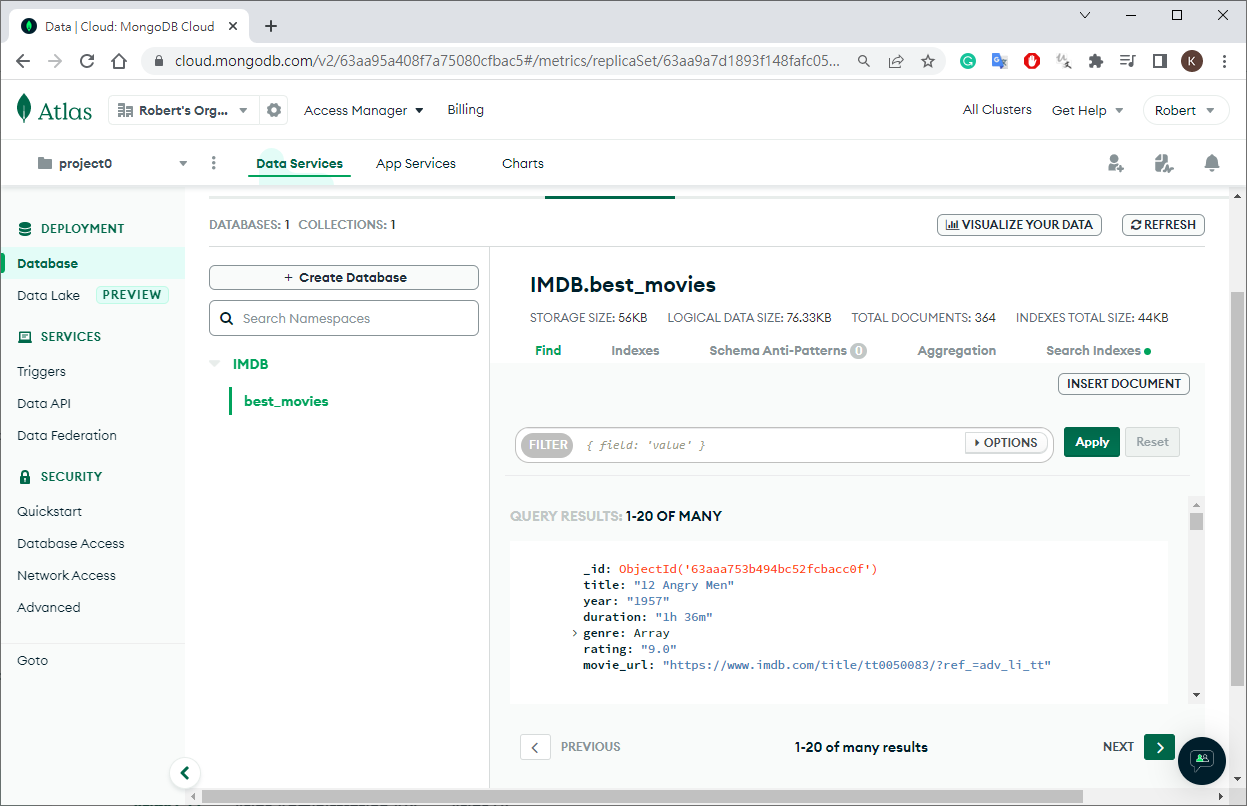 Data | Cloud: MongoDB Cloud
cloud.mongodb.com/v2/63aa95a408f7a75080cfbac5#/metrics/replicaSet/63aa9a7d1893f148fafc05...
K
Atlas
Robert's Org...
Access Manager
Billing
All Clusters
Get Help
Robert
project0
Data Services
App Services
Charts
DEPLOYMENT
Database
Data Lake PREVIEW
SERVICES
Triggers
Data API
Data Federation
SECURITY
Quickstart
Database Access
Network Access
Advanced
Goto
DATABASES: 1 COLLECTIONS: 1
VISUALIZE YOUR DATA
REFRESH
+ Create Database
Search Namespaces
IMDB
best_movies
IMDB.best_movies
STORAGE SIZE: 56KB LOGICAL DATA SIZE: 76.33KB TOTAL DOCUMENTS: 364 INDEXES TOTAL SIZE: 44KB
Find Indexes Schema Anti-Patterns 0 Aggregation Search Indexes
INSERT DOCUMENT
FILTER { field: 'value' } OPTIONS Apply Reset
QUERY RESULTS: 1-20 OF MANY
_id: ObjectId('63aaa753b494bc52fcbacc0f')
title: "12 Angry Men"
year: "1957"
duration: "1h 36m"
genre: Array
rating: "9.0"
movie_url: "https://www.imdb.com/title/tt0050083/?ref_=adv_li_tt"
PREVIOUS 1-20 of many results NEXT